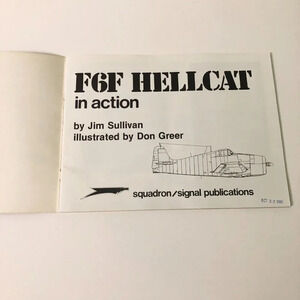 F6F HELLCAT
in action
by Jim Sullivan
illustrated by Don Greer
squadron/signal publications